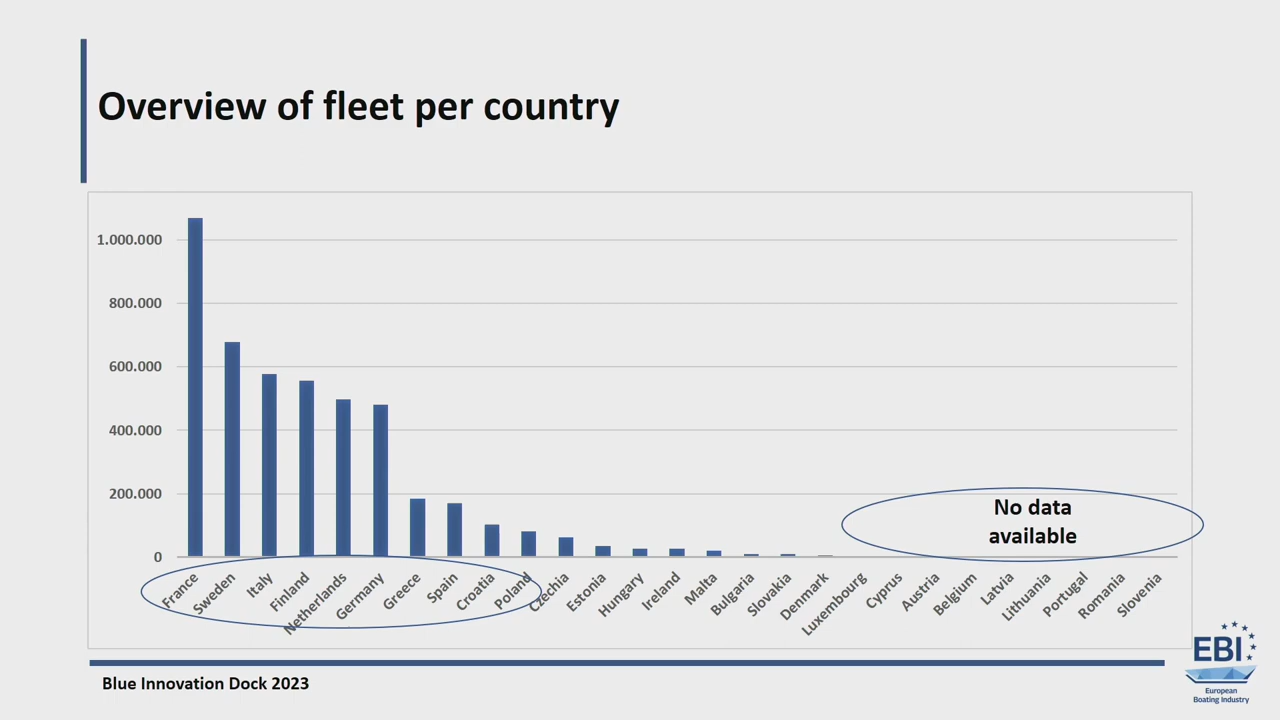 Overview of fleet per country
1.000.000
800.000
600.000
400.000
200.000
0
No data
available
France
Sweden
Italy
Finland
Netherlands
Germany
Greece
Spain
Croatia
Poland
Czechia
Estonia
Hungary
Ireland
Malta
Bulgaria
Slovakia
Denmark
Luxembourg
Cyprus
Austria
Belgium
Latvia
Lithuania
Portugal
Romania
Slovenia
Blue Innovation Dock 2023
EBI
European
Boating Industry